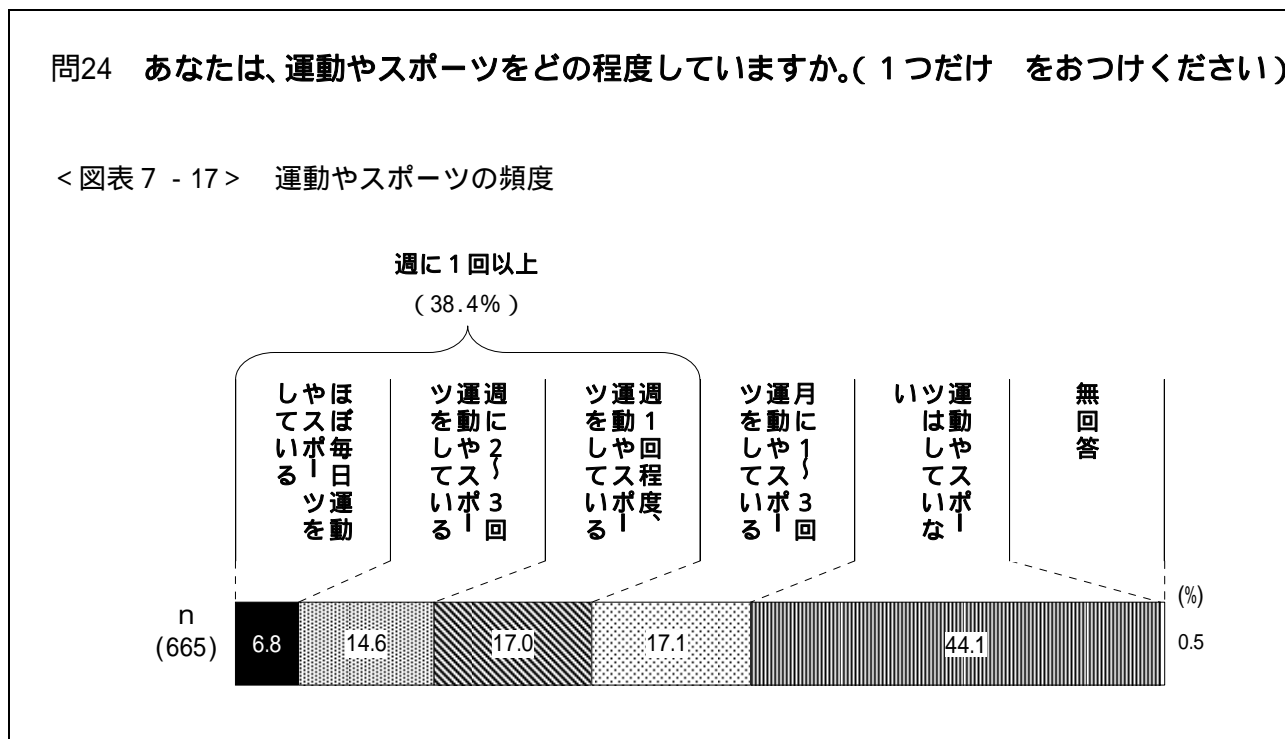 問24　あなたは、運動やスポーツをどの程度していますか。(１つだけ　をおつけください)
＜図表７-17＞　運動やスポーツの頻度
週に１回以上
(38.4%)
ほぼ毎日運動
やスポーツを
している
週に２～３回
運動やスポー
ツをしている
週１回程度、
運動やスポー
ツをしている
月に１～３回
運動やスポー
ツをしている
運動やスポー
ツはしていな
い
無回答
(%)
n
(665)
6.8
14.6
17.0
17.1
44.1
0.5